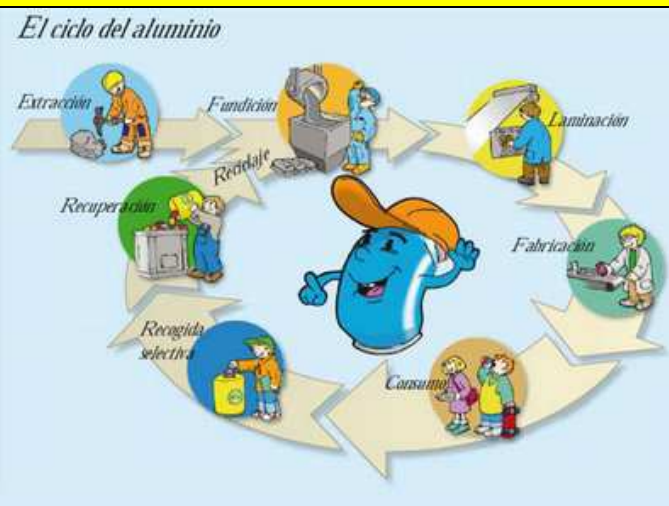 El ciclo del aluminio
Extracción
Fundición
Laminación
Fabricación
Consumo
Recogida
selectiva
Recuperación
Reciclaje